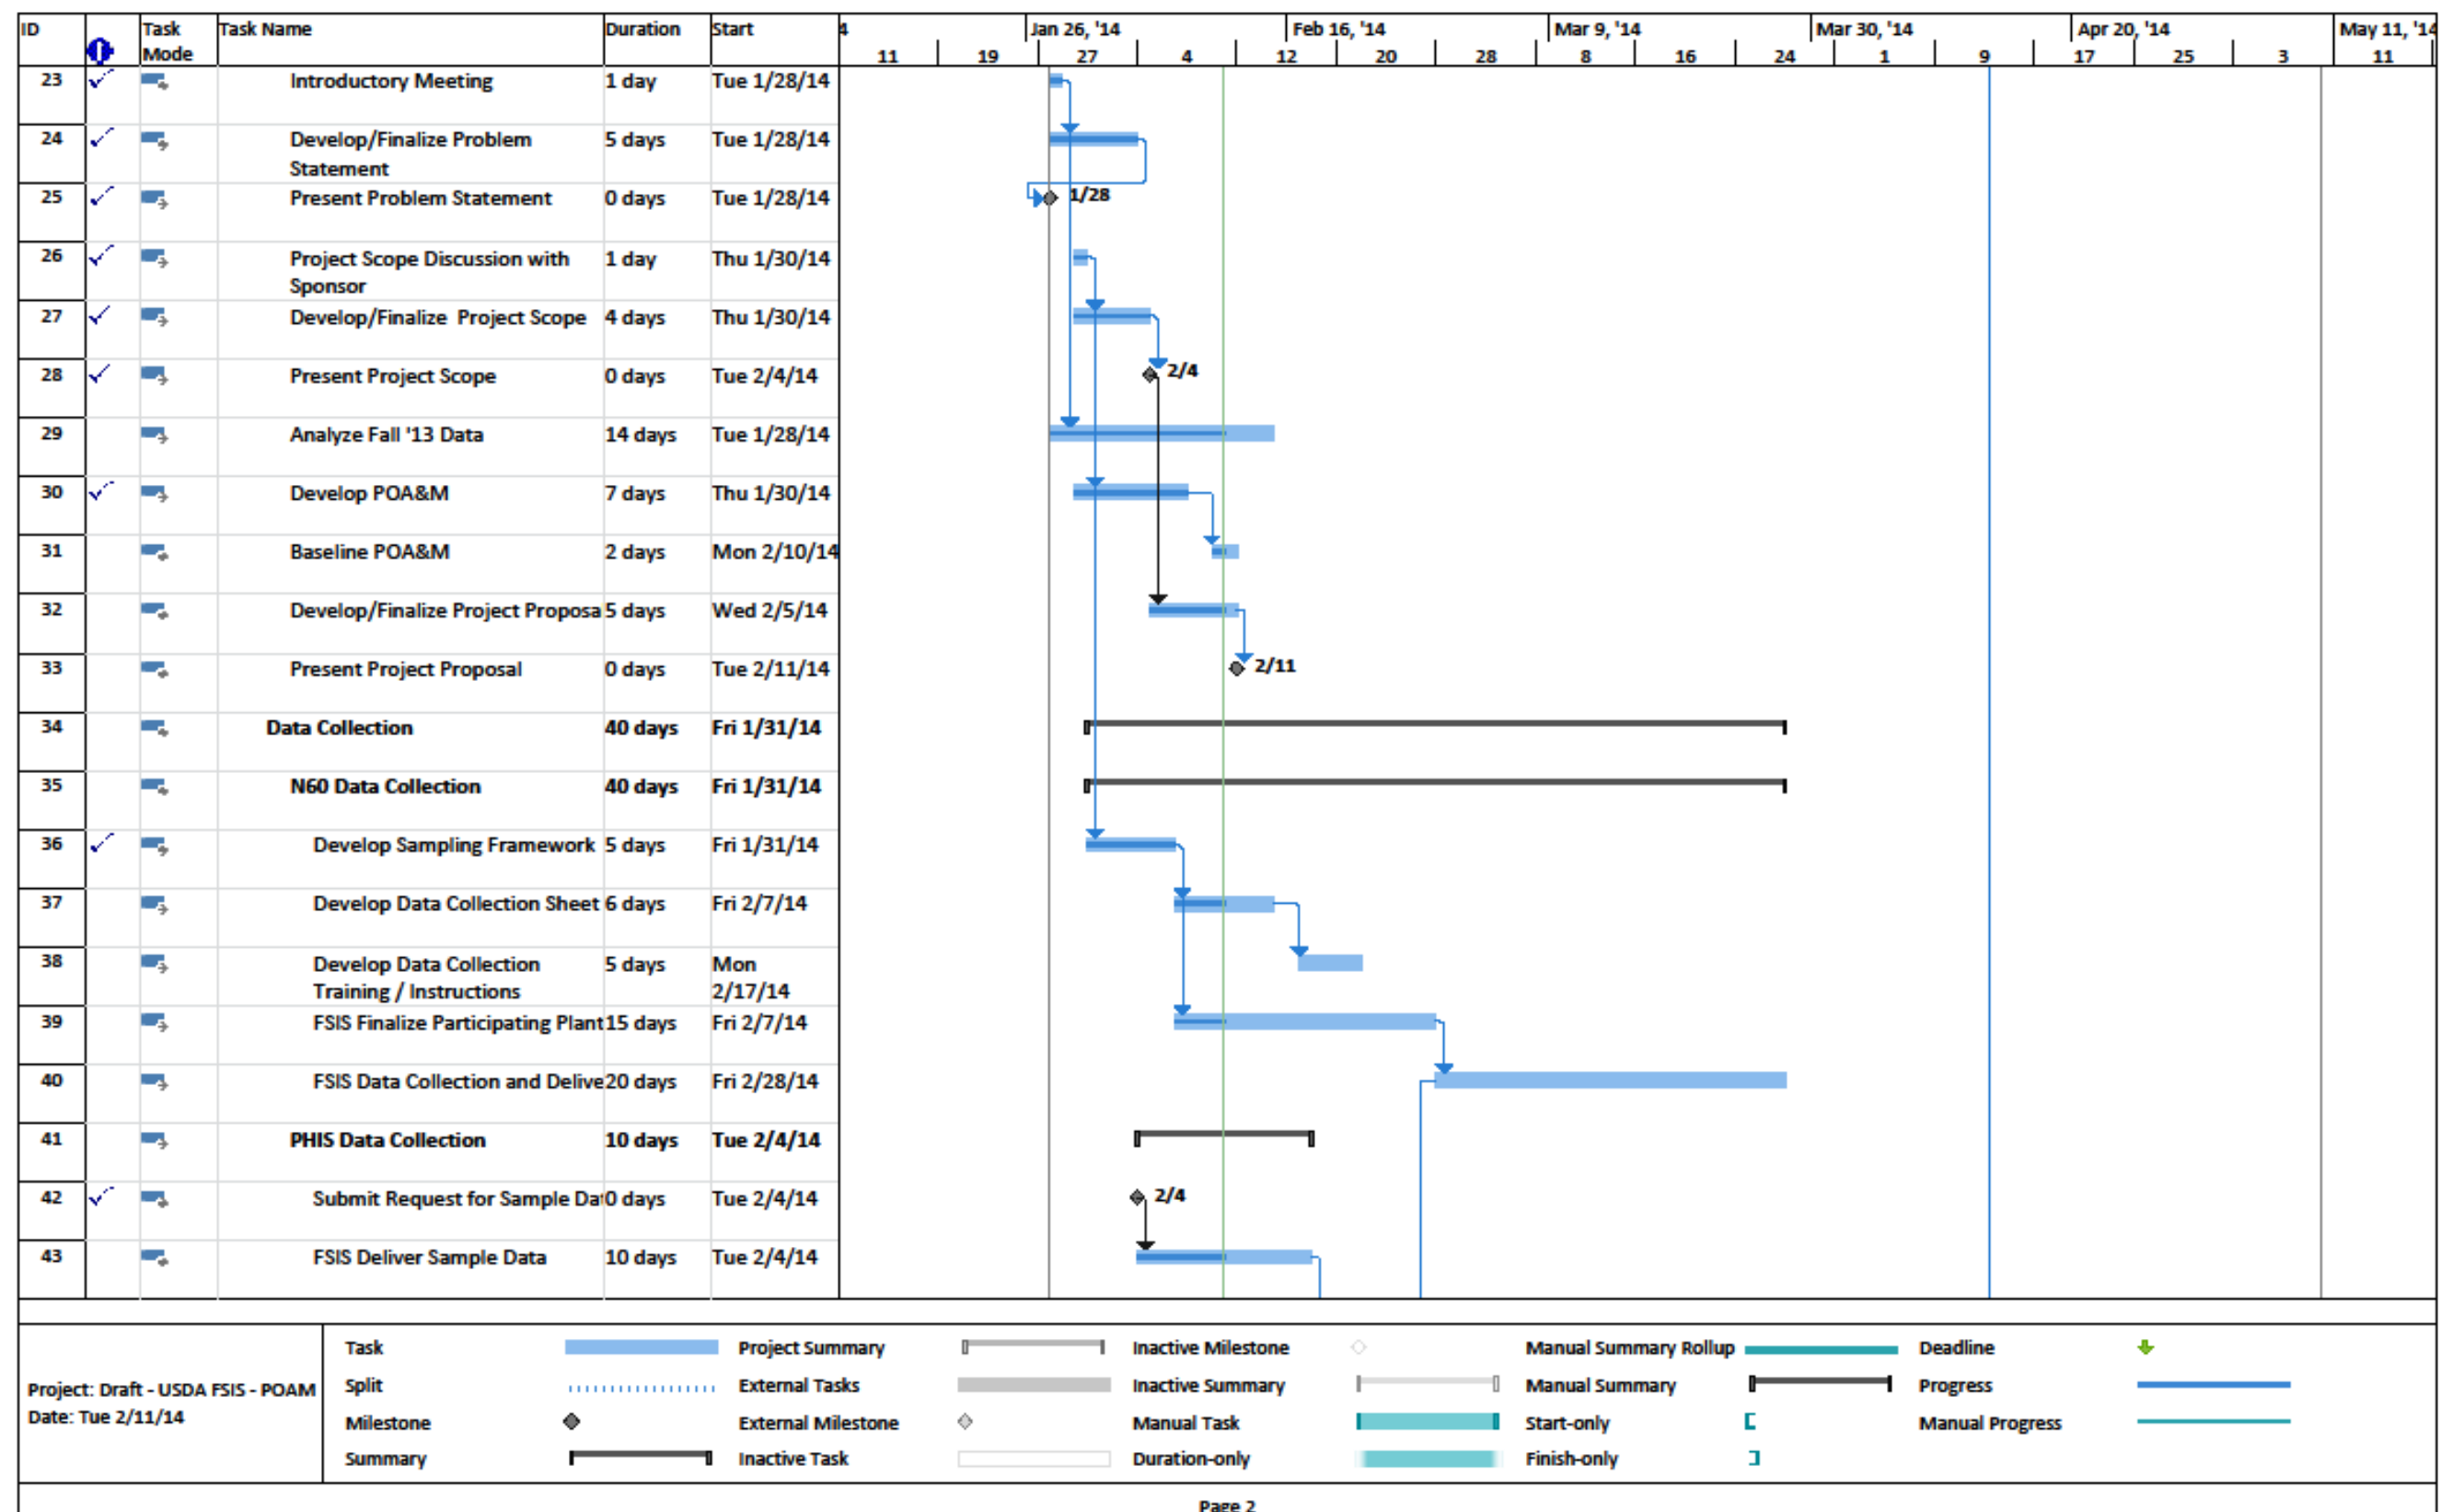 ID Task Mode Task Name Duration Start 4 Jan 26, '14 Feb 16, '14 Mar 9, '14 Mar 30, '14 Apr 20, '14 May 11, '14
11 19 27 4 12 20 28 8 16 24 1 9 17 25 3 11
23 Introductory Meeting 1 day Tue 1/28/14
24 Develop/Finalize Problem 5 days Tue 1/28/14
Statement
25 Present Problem Statement 0 days Tue 1/28/14 1/28
26 Project Scope Discussion with 1 day Thu 1/30/14
Sponsor
27 Develop/Finalize Project Scope 4 days Thu 1/30/14
28 Present Project Scope 0 days Tue 2/4/14 2/4
29 Analyze Fall '13 Data 14 days Tue 1/28/14
30 Develop POA&M 7 days Thu 1/30/14
31 Baseline POA&M 2 days Mon 2/10/14
32 Develop/Finalize Project Proposa 5 days Wed 2/5/14
33 Present Project Proposal 0 days Tue 2/11/14 2/11
34 Data Collection 40 days Fri 1/31/14
35 N60 Data Collection 40 days Fri 1/31/14
36 Develop Sampling Framework 5 days Fri 1/31/14
37 Develop Data Collection Sheet 6 days Fri 2/7/14
38 Develop Data Collection 5 days Mon
Training / Instructions 2/17/14
39 FSIS Finalize Participating Plant 15 days Fri 2/7/14
40 FSIS Data Collection and Delive 20 days Fri 2/28/14
41 PHIS Data Collection 10 days Tue 2/4/14
42 Submit Request for Sample Dat 0 days Tue 2/4/14 2/4
43 FSIS Deliver Sample Data 10 days Tue 2/4/14
Project: Draft - USDA FSIS - POAM
Date: Tue 2/11/14
Task Project Summary Inactive Milestone Manual Summary Rollup Deadline
Split External Tasks Inactive Summary Manual Summary Progress
Milestone External Milestone Manual Task Start-only Manual Progress
Summary Inactive Task Duration-only Finish-only
Page 2